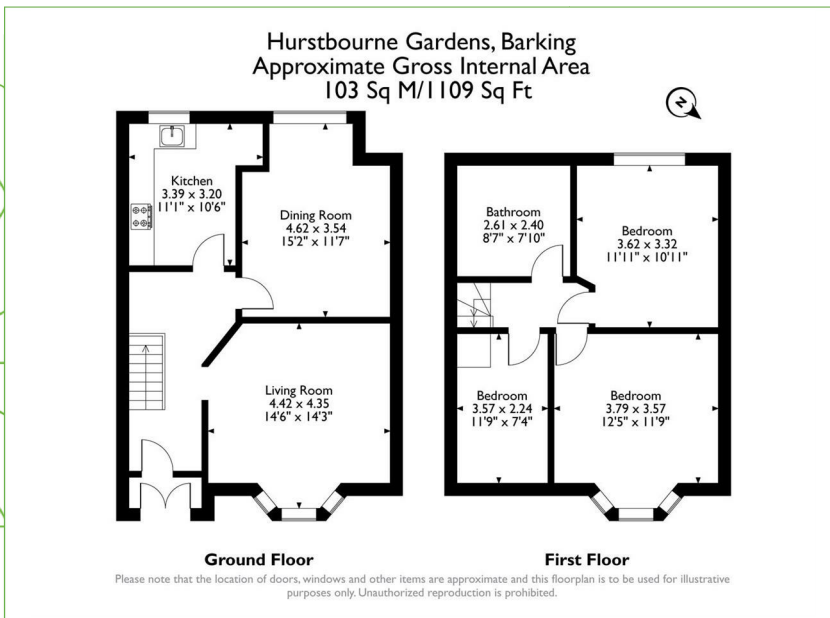 Hurstbourne Gardens, Barking
Approximate Gross Internal Area
103 Sq M/1109 Sq Ft
N
Kitchen
3.39 x 3.20
11'1" x 10'6"
Dining Room
4.62 x 3.54
15'2" x 11'7"
Living Room
4.42 x 4.35
14'6" x 14'3"
Ground Floor
Bathroom
2.61 x 2.40
8'7" x 7'10"
Bedroom
3.62 x 3.32
11'11" x 10'11"
Bedroom
3.57 x 2.24
11'9" x 7'4"
Bedroom
3.79 x 3.57
12'5" x 11'9"
First Floor
Please note that the location of doors, windows and other items are approximate and this floorplan is to be used for illustrative
purposes only. Unauthorized reproduction is prohibited.